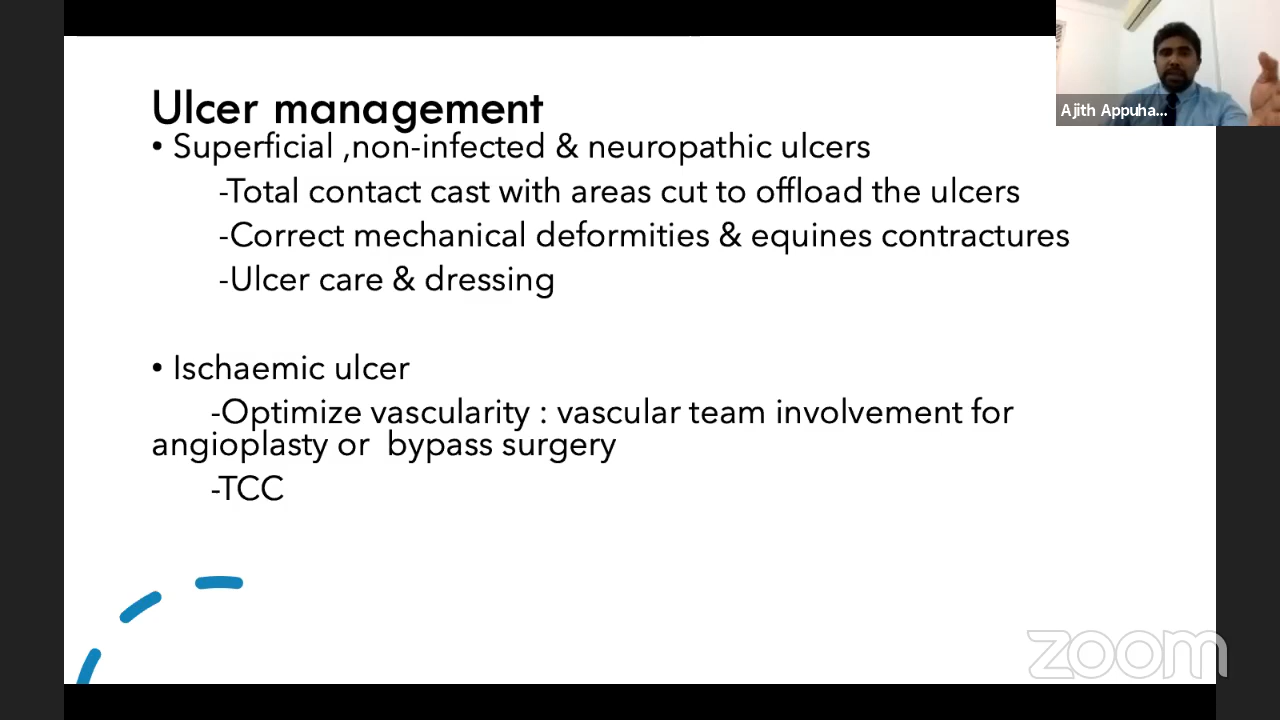 Ulcer management
• Superficial ,non-infected & neuropathic ulcers
-Total contact cast with areas cut to offload the ulcers
-Correct mechanical deformities & equines contractures
-Ulcer care & dressing
• Ischaemic ulcer
-Optimize vascularity : vascular team involvement for
angioplasty or bypass surgery
-TCC
Ajith Appuha...
zoom